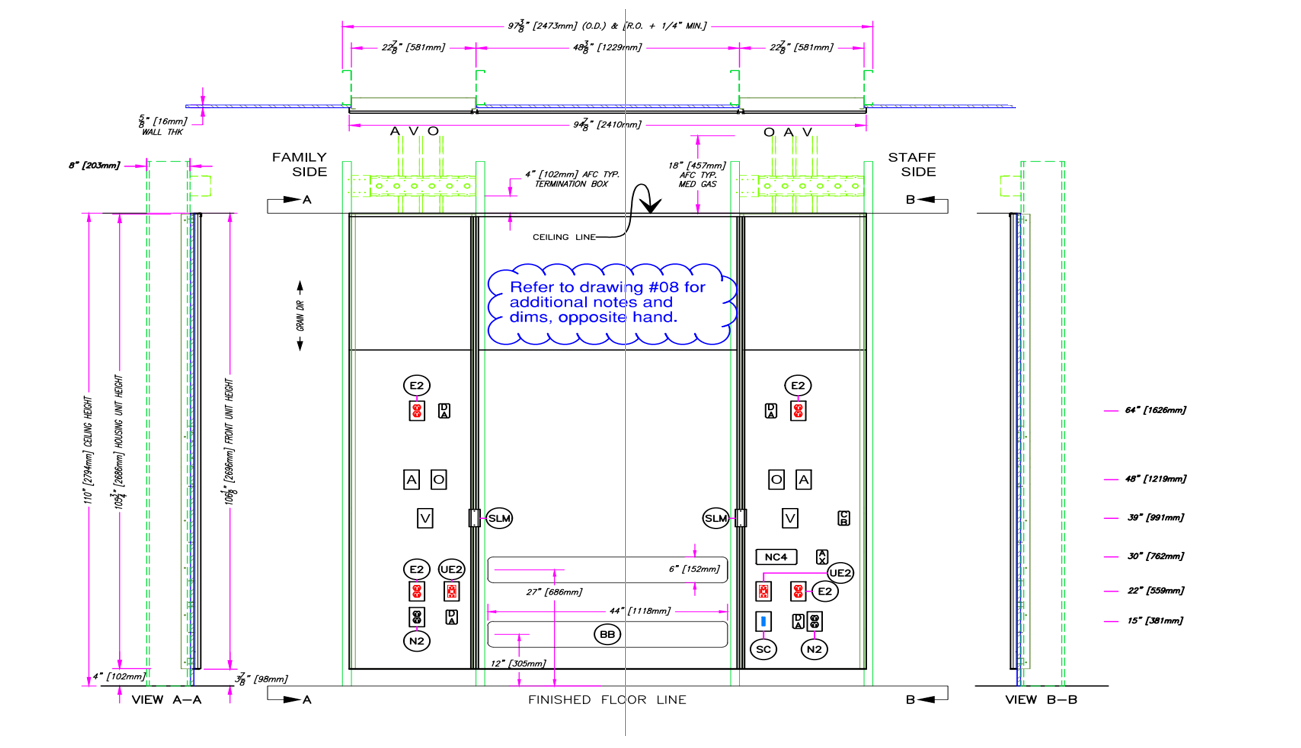 97 3/8" [2473mm] (O.D.) & [R.O. + 1/4" MIN.]
22 7/8" [581mm]
48 3/8" [1229mm]
22 7/8" [581mm]
5/8" [16mm]
WALL THK
94 7/8" [2410mm]
A V O
O A V
8" [203mm]
FAMILY
SIDE
4" [102mm] AFC TYP.
TERMINATION BOX
18" [457mm]
AFC TYP.
MED GAS
STAFF
SIDE
A
B
CEILING LINE
Refer to drawing #08 for
additional notes and
dims, opposite hand.
GRAIN DIR
110" [2794mm] CEILING HEIGHT
105 3/4" [2686mm] HOUSING UNIT HEIGHT
106 1/8" [2696mm] FRONT UNIT HEIGHT
E2
DA
E2
DA
64" [1626mm]
A O
O A
48" [1219mm]
V
SLM
SLM
V
CB
39" [991mm]
NC4
AX
30" [762mm]
E2
UE2
6" [152mm]
UE2
27" [686mm]
E2
22" [559mm]
44" [1118mm]
DA
BB
DA
15" [381mm]
N2
SC
N2
12" [305mm]
4" [102mm]
3 7/8" [98mm]
VIEW A-A
A
FINISHED FLOOR LINE
B
VIEW B-B